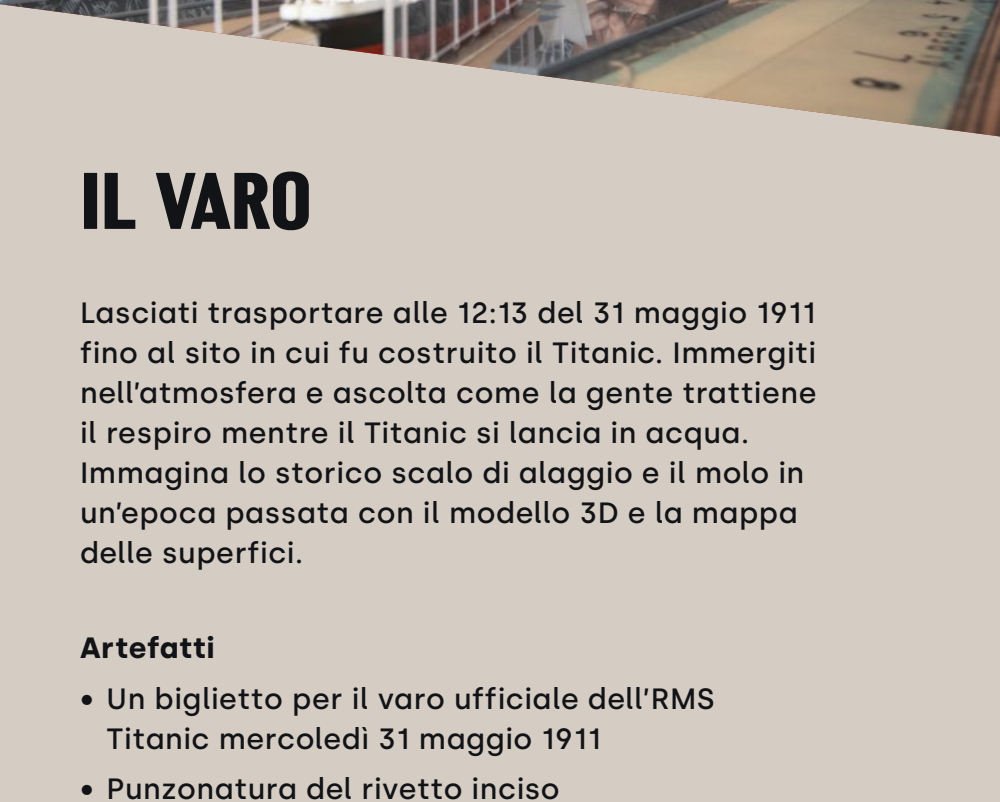 IL VARO
Lasciati trasportare alle 12:13 del 31 maggio 1911
fino al sito in cui fu costruito il Titanic. Immergiti
nell’atmosfera e ascolta come la gente trattiene
il respiro mentre il Titanic si lancia in acqua.
Immagina lo storico scalo di alaggio e il molo in
un’epoca passata con il modello 3D e la mappa
delle superfici.
Artefatti
• Un biglietto per il varo ufficiale dell’RMS
Titanic mercoledì 31 maggio 1911
• Punzonatura del rivetto inciso